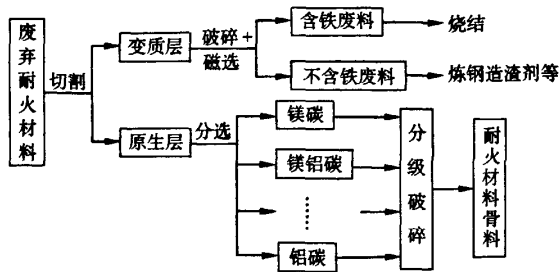 废弃耐火材料
切割
变质层
破碎+
磁选
含铁废料
烧结
不含铁废料
炼钢造渣剂等
原生层
分选
镁碳
镁铝碳
……
铝碳
分级破碎
耐火材料骨料